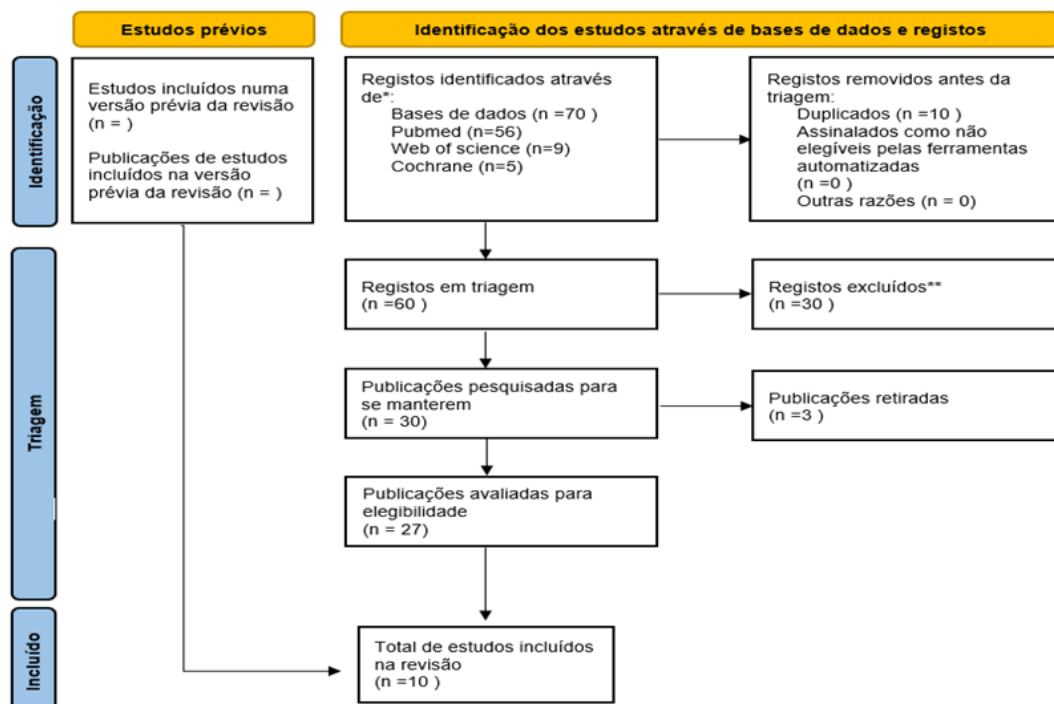 Estudos prévios
Identificação dos estudos através de bases de dados e registos
Identificação
Estudos incluídos numa
versão prévia da revisão
(n = )
Publicações de estudos
incluídos na versão
prévia da revisão (n = )
Registos identificados através
de*:
Bases de dados (n =70 )
Pubmed (n=56)
Web of science (n=9)
Cochrane (n=5)
Registos removidos antes da
triagem:
Duplicados (n =10 )
Assinalados como não
elegíveis pelas ferramentas
automatizadas
(n =0 )
Outras razões (n = 0)
Triagem
Registos em triagem
(n =60 )
Registos excluídos**
(n =30 )
Publicações pesquisadas para
se manterem
(n = 30)
Publicações retiradas
(n =3 )
Publicações avaliadas para
elegibilidade
(n = 27)
Incluído
Total de estudos incluídos
na revisão
(n =10 )